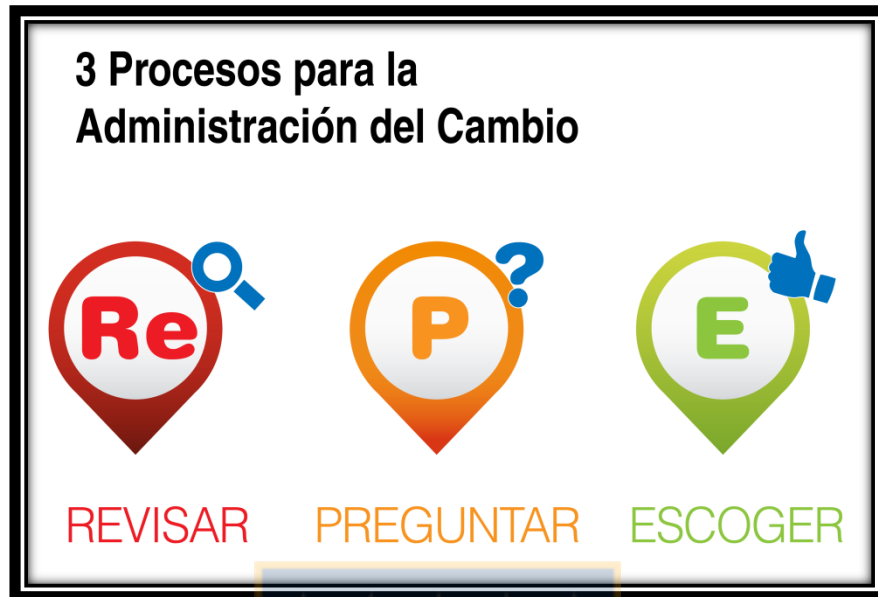 3 Procesos para la
Administración del Cambio
Re P ? E
REVISAR PREGUNTAR ESCOGER